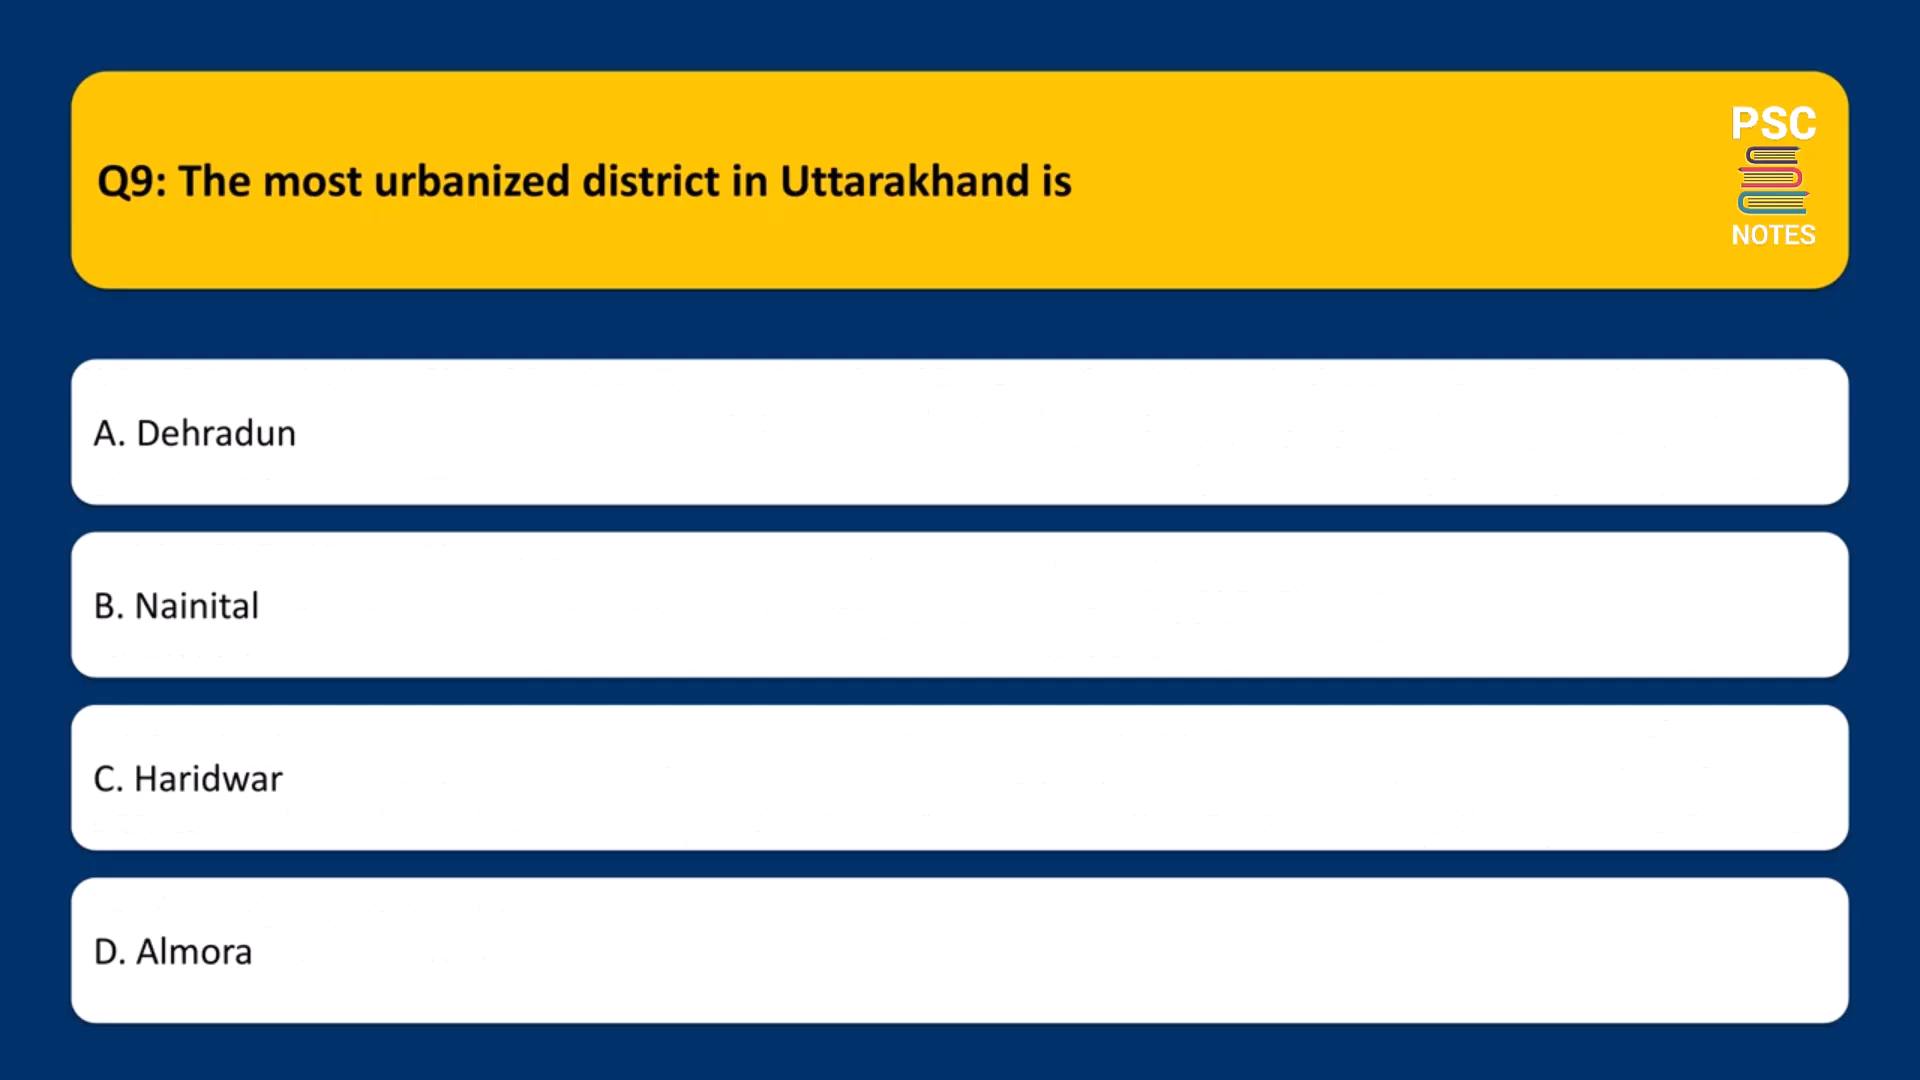 PSC
Q9: The most urbanized district in Uttarakhand is
NOTES
A. Dehradun
B. Nainital
C. Haridwar
D. Almora